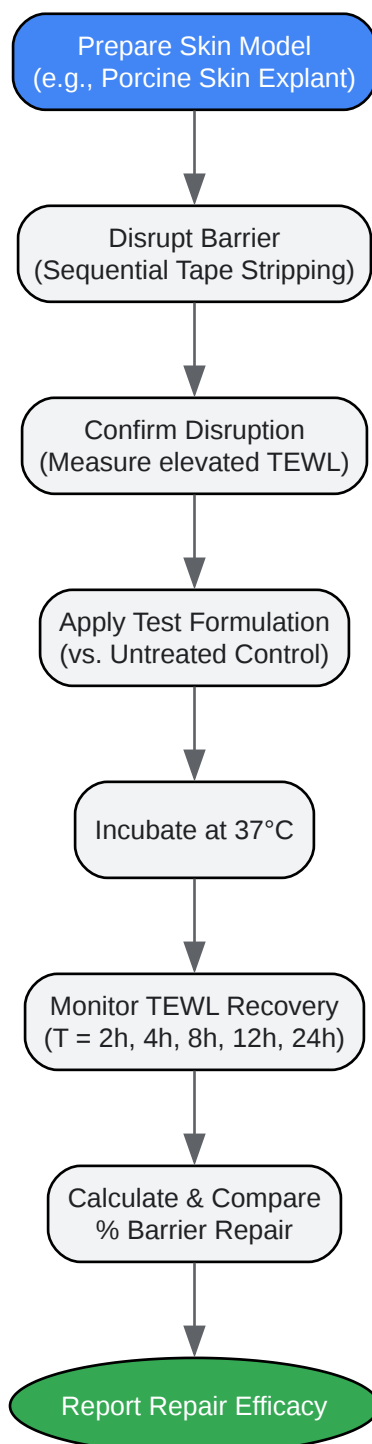 Prepare Skin Model
(e.g., Porcine Skin Explant)
Disrupt Barrier
(Sequential Tape Stripping)
Confirm Disruption
(Measure elevated TEWL)
Apply Test Formulation
(vs. Untreated Control)
Incubate at 37°C
Monitor TEWL Recovery
(T = 2h, 4h, 8h, 12h, 24h)
Calculate & Compare
% Barrier Repair
Report Repair Efficacy